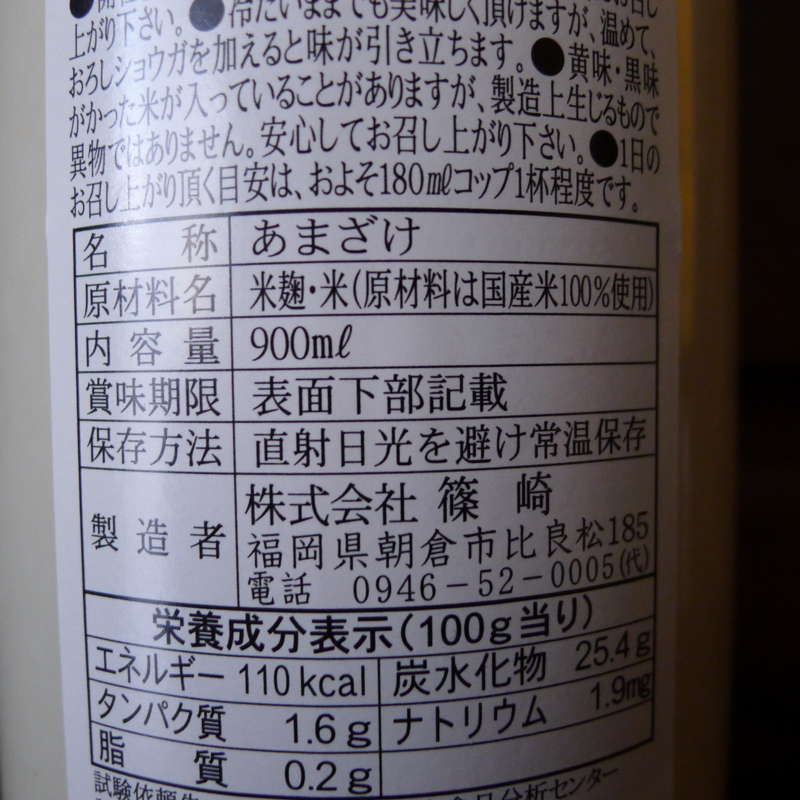 上がり下さい。●冷たいままでも美味しく頂けますが、温めて、
おろしショウガを加えると味が引き立ちます。●黄味・黒味
がかった米が入っていることがありますが、製造上生じるもので
異物ではありません。安心してお召し上がり下さい。●1日の
お召し上がり頂く目安は、およそ180mlコップ1杯程度です。
名称 あまざけ
原材料名 米麹・米(原材料は国産米100%使用)
内容量 900ml
賞味期限 表面下部記載
保存方法 直射日光を避け常温保存
製造者 株式会社 篠崎
福岡県朝倉市比良松185
電話 0946-52-0005(代)
栄養成分表示(100g当り)
エネルギー 110kcal 炭水化物 25.4g
タンパク質 1.6g ナトリウム 1.9mg
脂質 0.2g
試験依頼先 食品分析センター